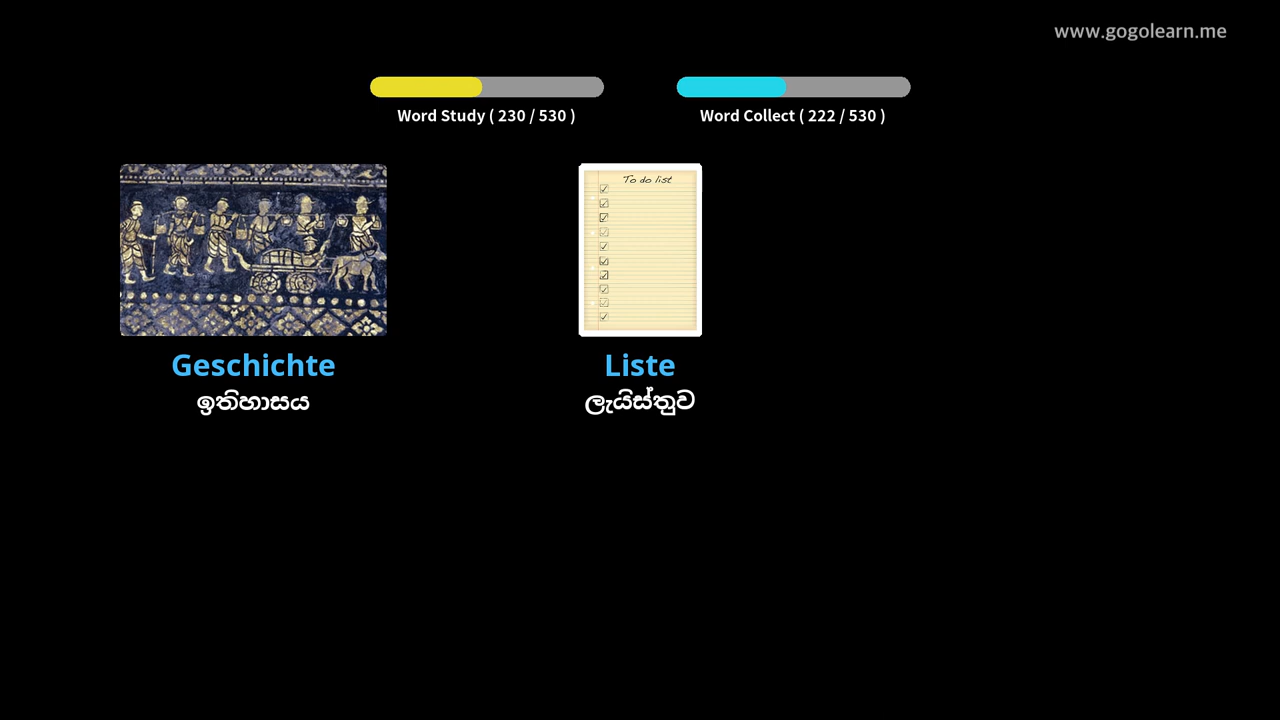 www.gogolearn.me
Word Study ( 230 / 530 )
Word Collect ( 222 / 530 )
To do list
Geschichte
ඉතිහාසය
Liste
ලැයිස්තුව